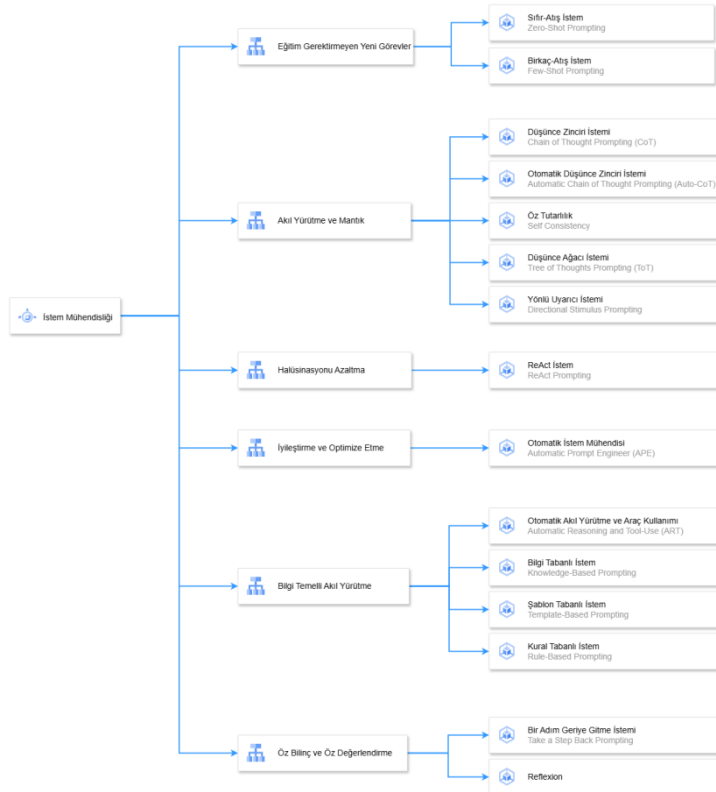 İstem Mühendisliği
Eğitim Gerektirmeyen Yeni Görevler
Sıfır-Atış İstem
Zero-Shot Prompting
Birkaç-Atış İstem
Few-Shot Prompting
Akıl Yürütme ve Mantık
Düşünce Zinciri İstemi
Chain of Thought Prompting (CoT)
Otomatik Düşünce Zinciri İstemi
Automatic Chain of Thought Prompting (Auto-CoT)
Öz Tutarlılık
Self Consistency
Düşünce Ağacı İstemi
Tree of Thoughts Prompting (ToT)
Yönlü Uyarıcı İstemi
Directional Stimulus Prompting
Halüsinasyonu Azaltma
ReAct İstem
ReAct Prompting
İyileştirme ve Optimize Etme
Otomatik İstem Mühendisi
Automatic Prompt Engineer (APE)
Bilgi Temelli Akıl Yürütme
Otomatik Akıl Yürütme ve Araç Kullanımı
Automatic Reasoning and Tool-Use (ART)
Bilgi Tabanlı İstem
Knowledge-Based Prompting
Şablon Tabanlı İstem
Template-Based Prompting
Kural Tabanlı İstem
Rule-Based Prompting
Öz Bilinç ve Öz Değerlendirme
Bir Adım Geriye Gitme İstemi
Take a Step Back Prompting
Reflexion